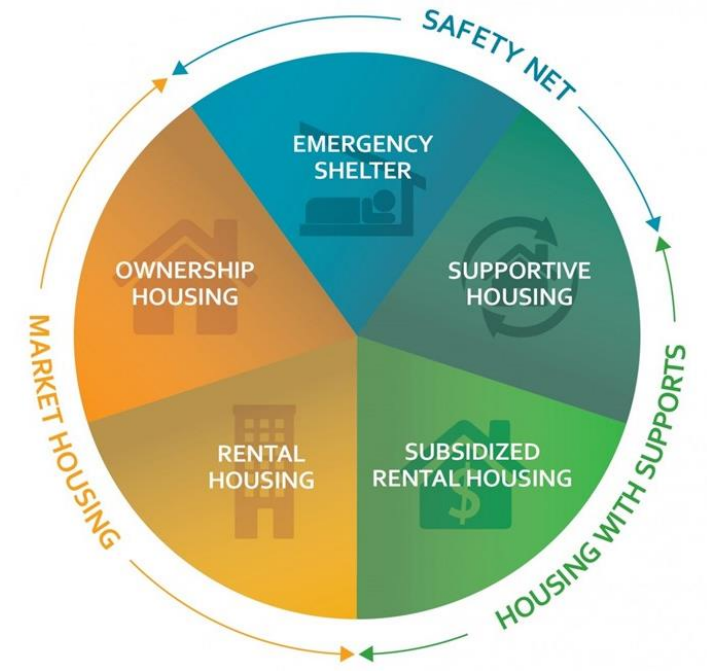 SAFETY NET
EMERGENCY
SHELTER
OWNERSHIP
HOUSING
SUPPORTIVE
HOUSING
MARKET HOUSING
RENTAL
HOUSING
SUBSIDIZED
RENTAL HOUSING
$
HOUSING WITH SUPPORTS